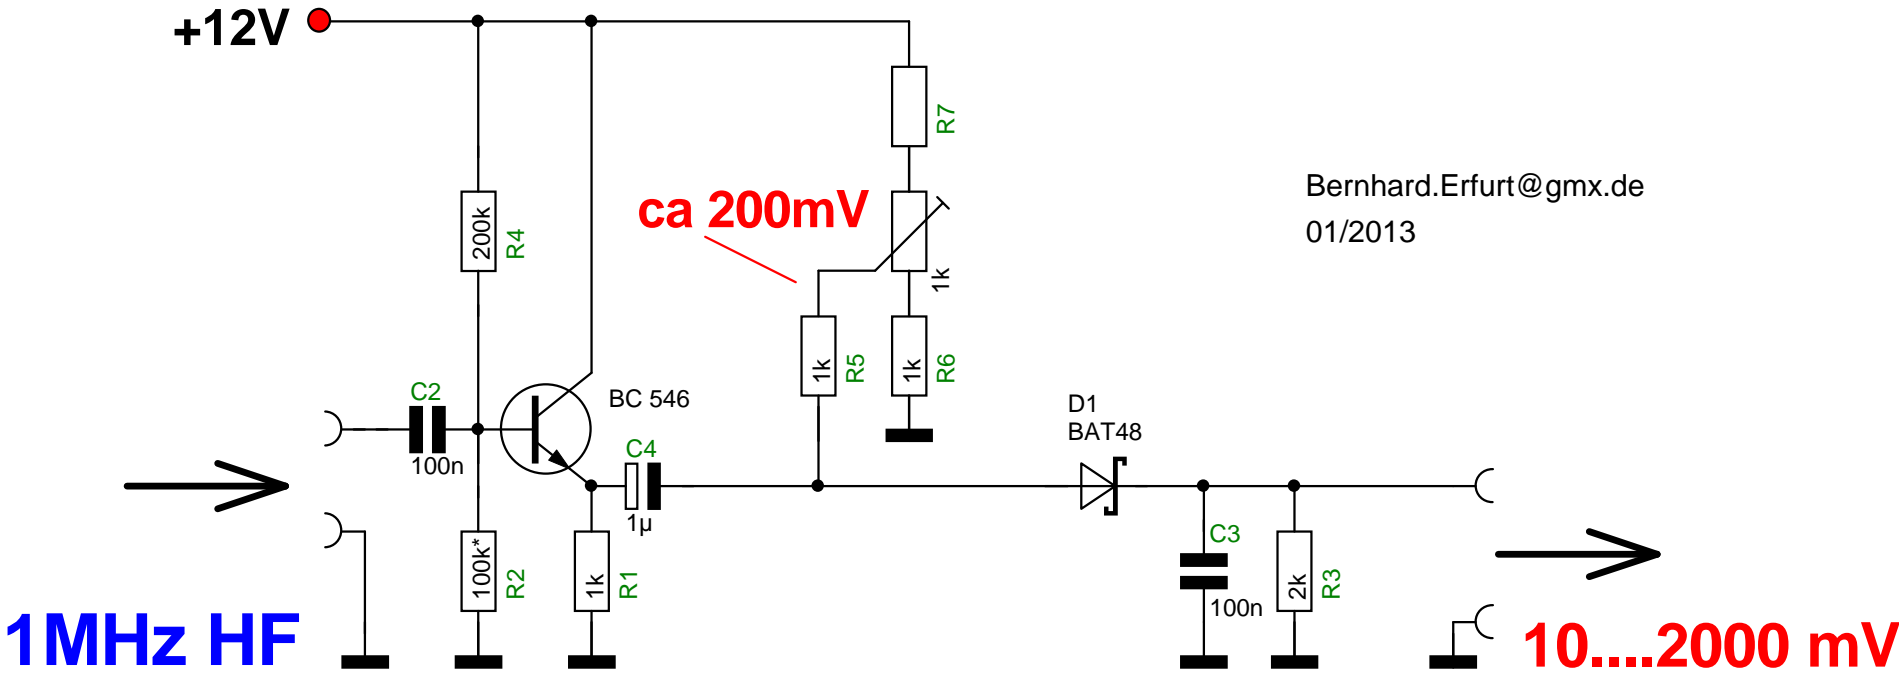 +12V
R7
Bernhard.Erfurt@gmx.de
01/2013
ca 200mV
200k
R4
1k
1k
R5
1k
R6
C2
100n
BC 546
C4
1µ
D1
BAT48
100k*
R2
1k
R1
C3
100n
2k
R3
1MHz HF
10....2000 mV